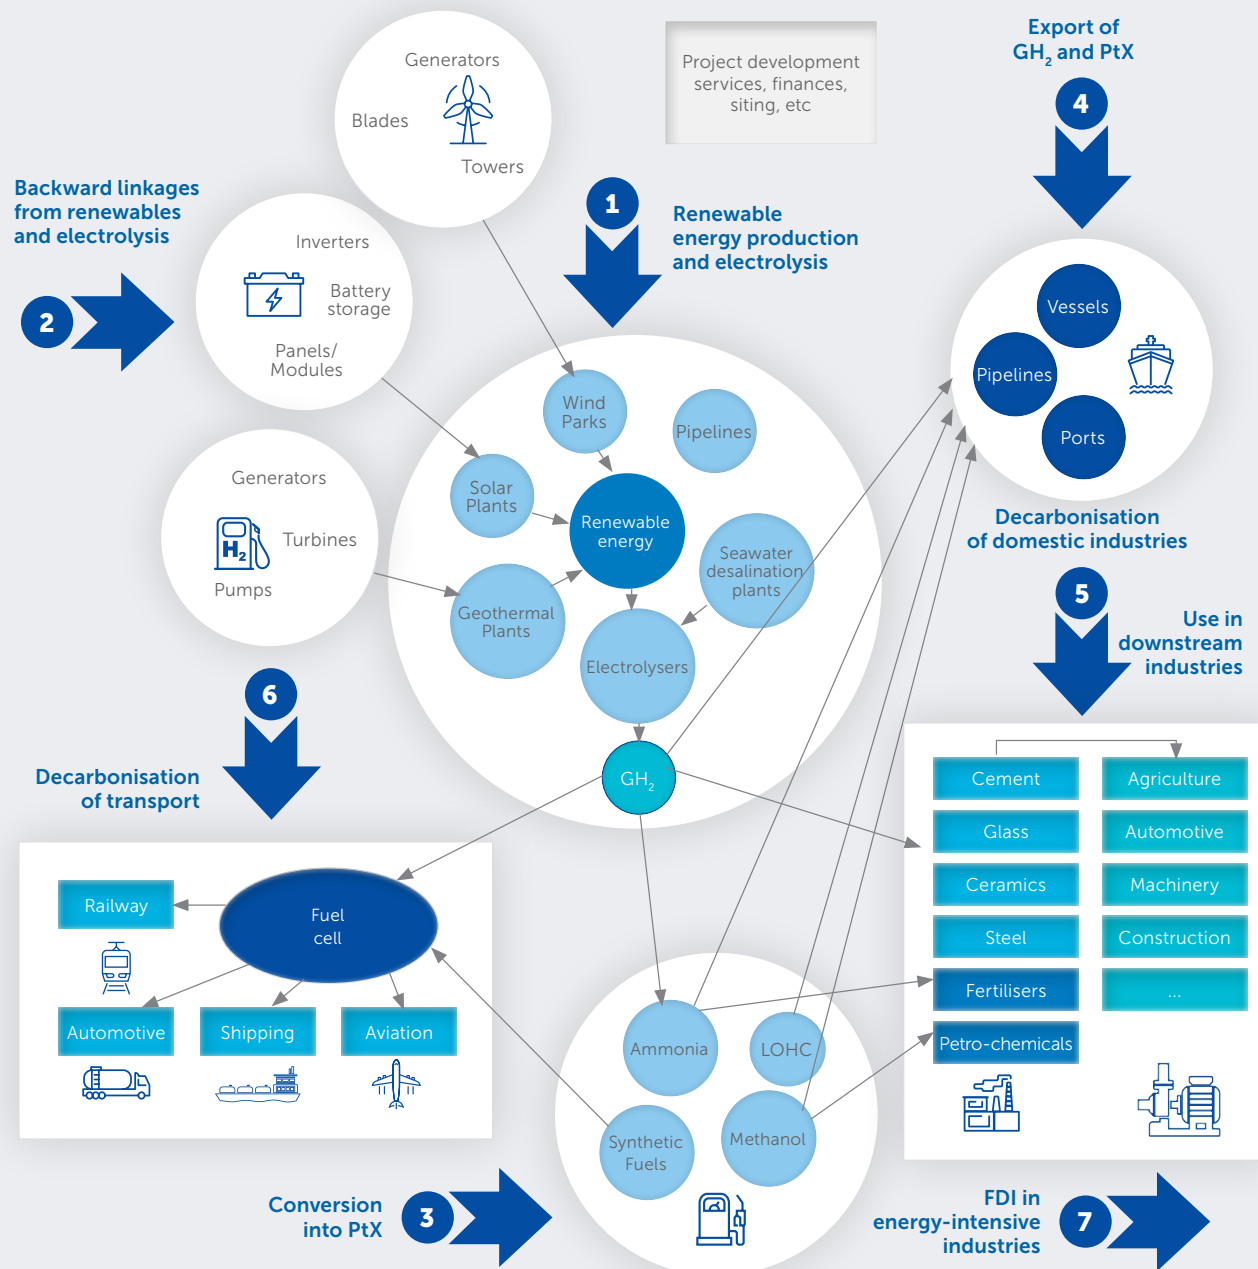 Generators
Blades
Towers
Project development
services, finances,
siting, etc
Export of
GH₂ and PtX
4
Backward linkages
from renewables
and electrolysis
2
Inverters
Battery
storage
Panels/
Modules
1
Renewable
energy production
and electrolysis
Vessels
Pipelines
Ports
Generators
H₂
Turbines
Pumps
Wind
Parks
Pipelines
Solar
Plants
Renewable
energy
Seawater
desalination
plants
Geothermal
Plants
Electrolysers
GH₂
Decarbonisation
of domestic industries
5
Use in
downstream
industries
6
Decarbonisation
of transport
Railway
Fuel
cell
Automotive
Shipping
Aviation
Cement
Glass
Ceramics
Steel
Fertilisers
Petro-chemicals
Agriculture
Automotive
Machinery
Construction
...
Ammonia
LOHC
Synthetic
Fuels
Methanol
Conversion
into PtX
3
FDI in
energy-intensive
industries
7